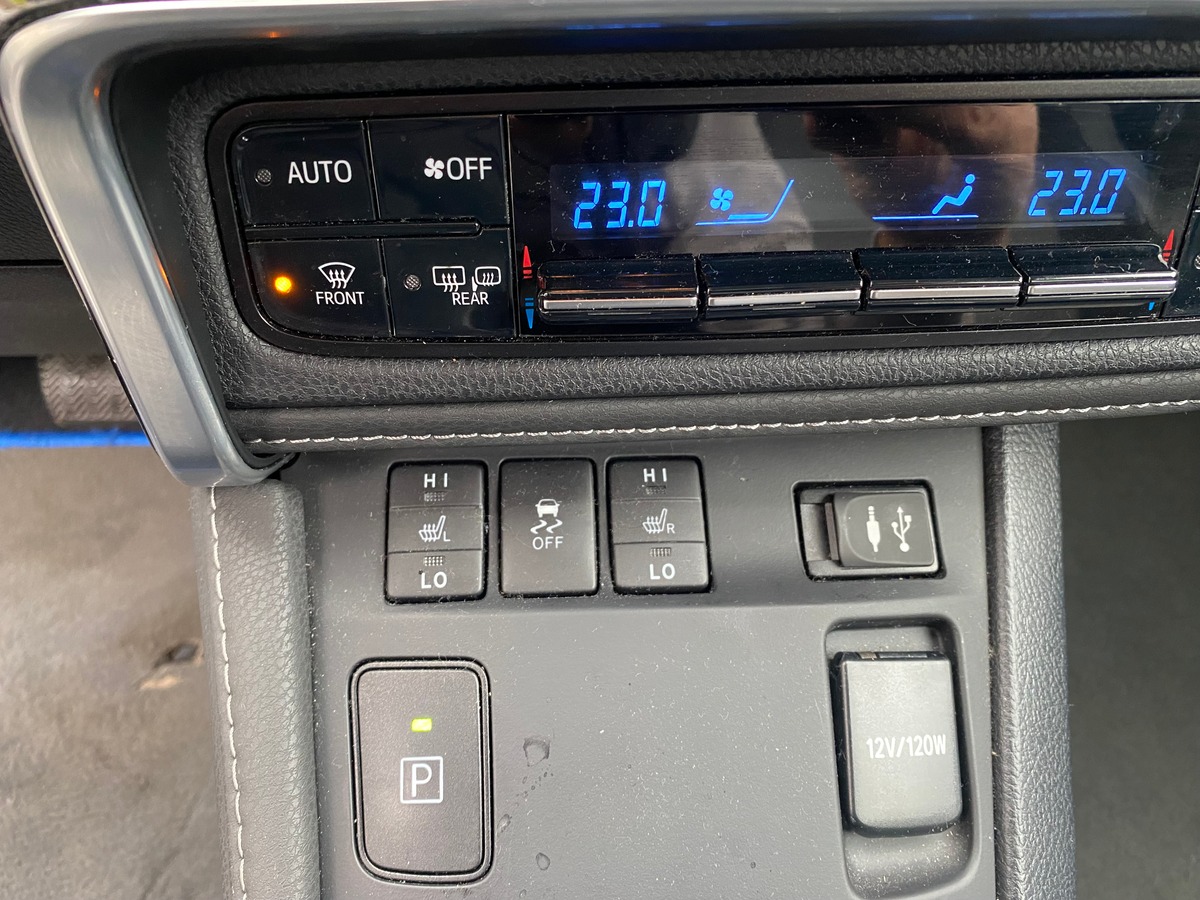 AUTO
OFF
23.0
23.0
FRONT
REAR
HI
L
LO
OFF
HI
R
LO
P
12V/120W